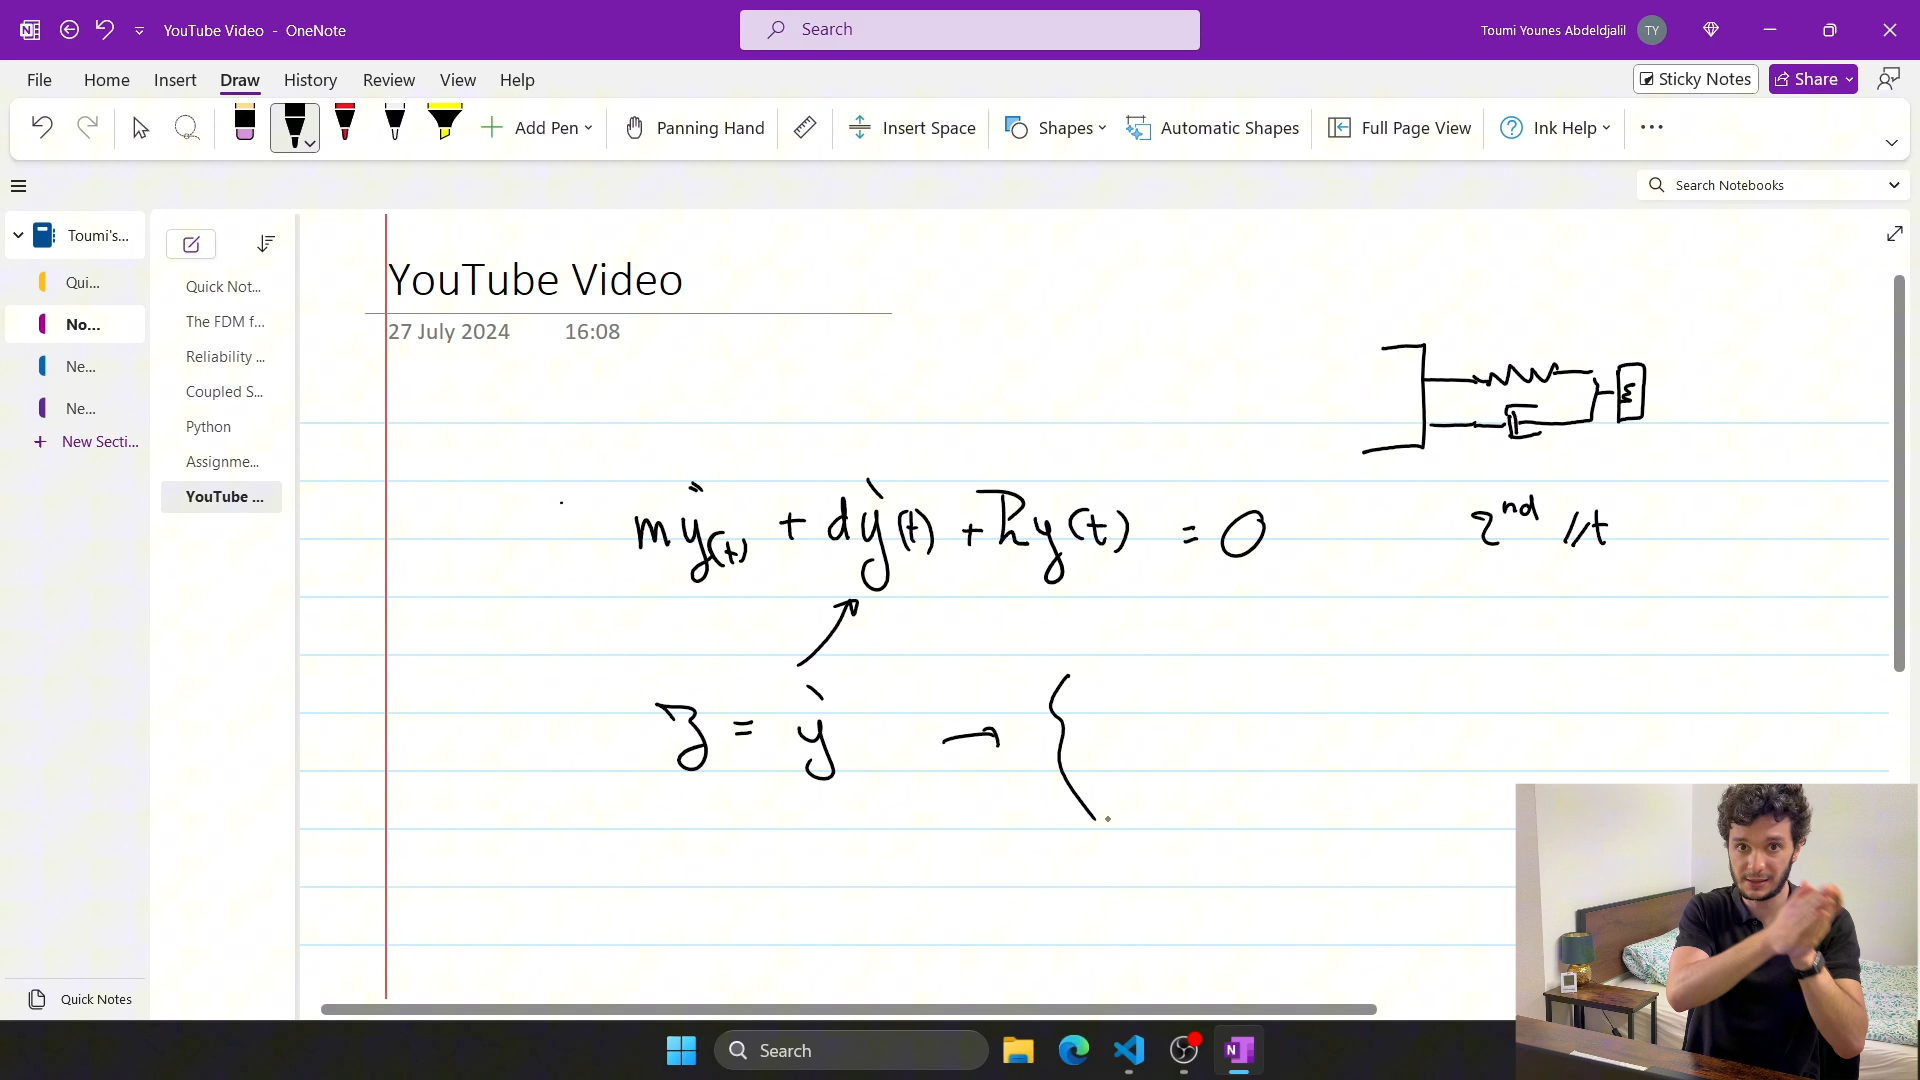 YouTube Video - OneNote
Search
Toumi Younes Abdeldjalil
TY
File Home Insert Draw History Review View Help
Sticky Notes
Share
Add Pen
Panning Hand
Insert Space
Shapes
Automatic Shapes
Full Page View
Ink Help
Search Notebooks
Toumi's...
Qui...
No...
Ne...
Ne...
New Secti...
Quick Not...
The FDM f...
Reliability ...
Coupled S...
Python
Assignme...
YouTube ...
YouTube Video
27 July 2024 16:08
mÿ(t) + dẏ(t) + ky(t) = 0
2nd //t
z = ẏ → {
Quick Notes
Search